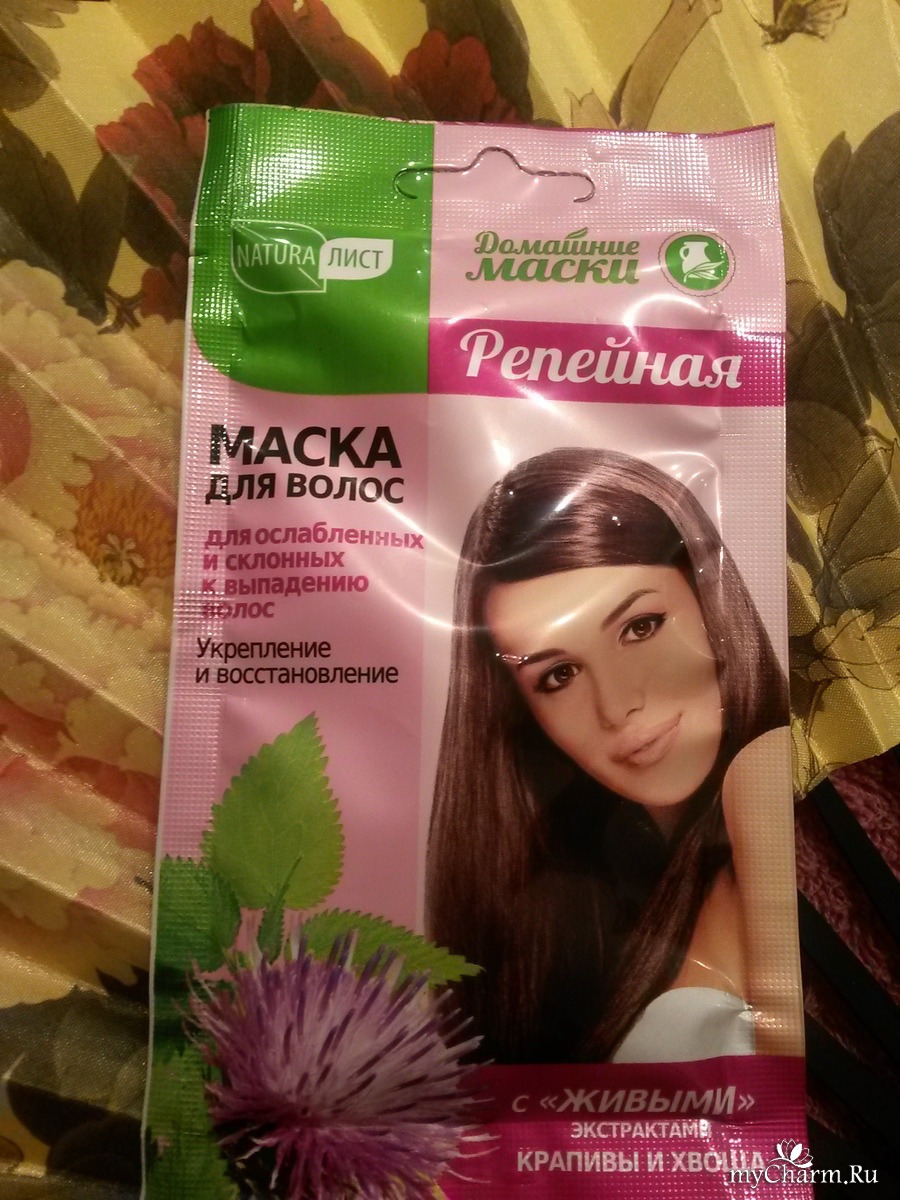 NATURA ЛИСТ
Домашние
маски
Репейная
МАСКА
ДЛЯ ВОЛОС
для ослабленных
и склонных
к выпадению
волос
Укрепление
и восстановление
с «ЖИВЫМИ»
ЭКСТРАКТАМИ
КРАПИВЫ И ХВОЩА
myCharm.Ru